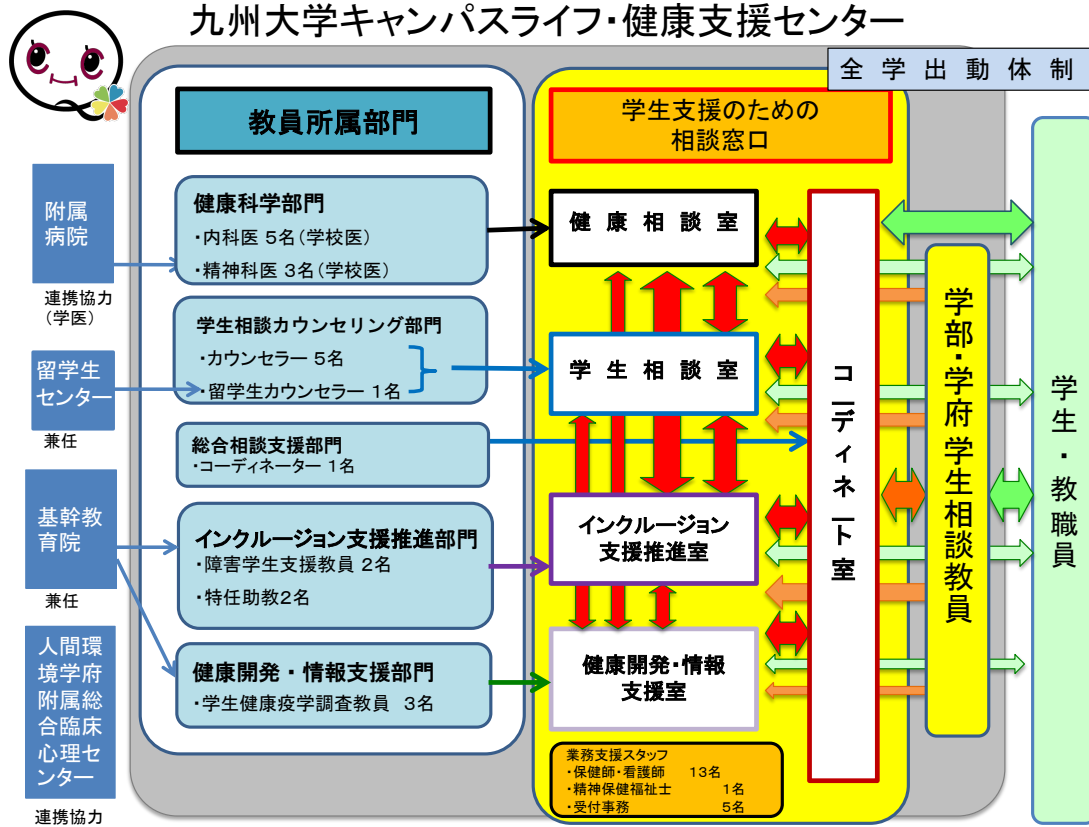 九州大学キャンパスライフ・健康支援センター
全学出動体制
教員所属部門
学生支援のための
相談窓口
附属
病院
連携協力
(学医)
留学生
センター
兼任
基幹教
育院
兼任
人間環
境学府
附属総
合臨床
心理セ
ンター
連携協力
健康科学部門
・内科医 5名(学校医)
・精神科医 3名(学校医)
学生相談カウンセリング部門
・カウンセラー 5名
・留学生カウンセラー 1名
総合相談支援部門
・コーディネーター 1名
インクルージョン支援推進部門
・障害学生支援教員 2名
・特任助教2名
健康開発・情報支援部門
・学生健康疫学調査教員 3名
健康相談室
学生相談室
インクルージョン
支援推進室
健康開発・情報
支援室
業務支援スタッフ
・保健師・看護師 13名
・精神保健福祉士 1名
・受付事務 5名
コーディネート室
学部・学府 学生相談教員
学生・教職員